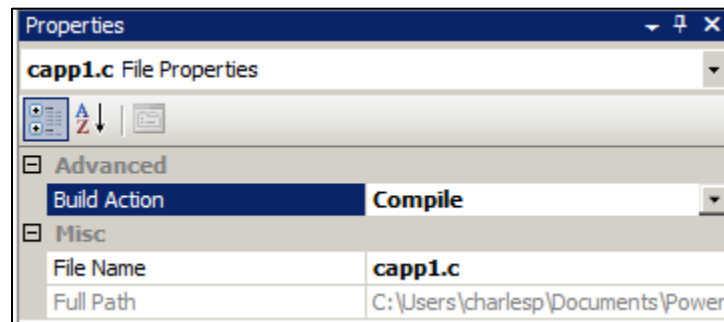 Properties
capp1.c File Properties
Advanced
Build Action Compile
Misc
File Name capp1.c
Full Path C:\Users\charlesp\Documents\Power